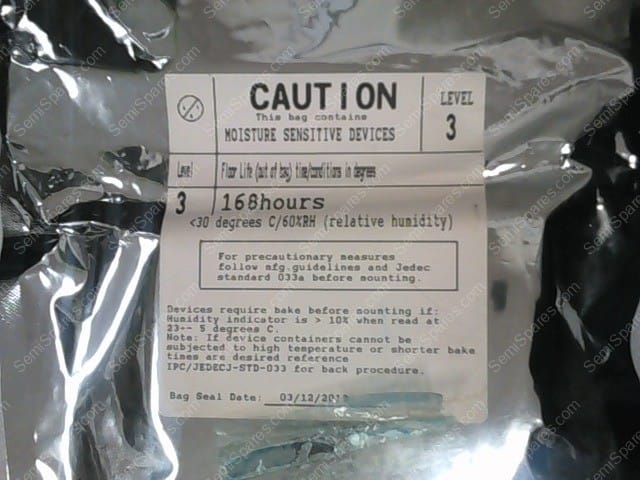 CAUTION
This bag contains
MOISTURE SENSITIVE DEVICES
LEVEL
3
Level
Floor Life (out of bag) time/conditions in degrees
3
168hours
<30 degrees C/60%RH (relative humidity)
For precautionary measures
follow mfg.guidelines and Jedec
standard 033a before mounting.
Devices require bake before mounting if:
Humidity indicator is > 10% when read at
23+- 5 degrees C.
Note: If device containers cannot be
subjected to high temperature or shorter bake
times are desired reference
IPC/JEDECJ-STD-033 for back procedure.
Bag Seal Date: 03/12/
SemiSpares.com